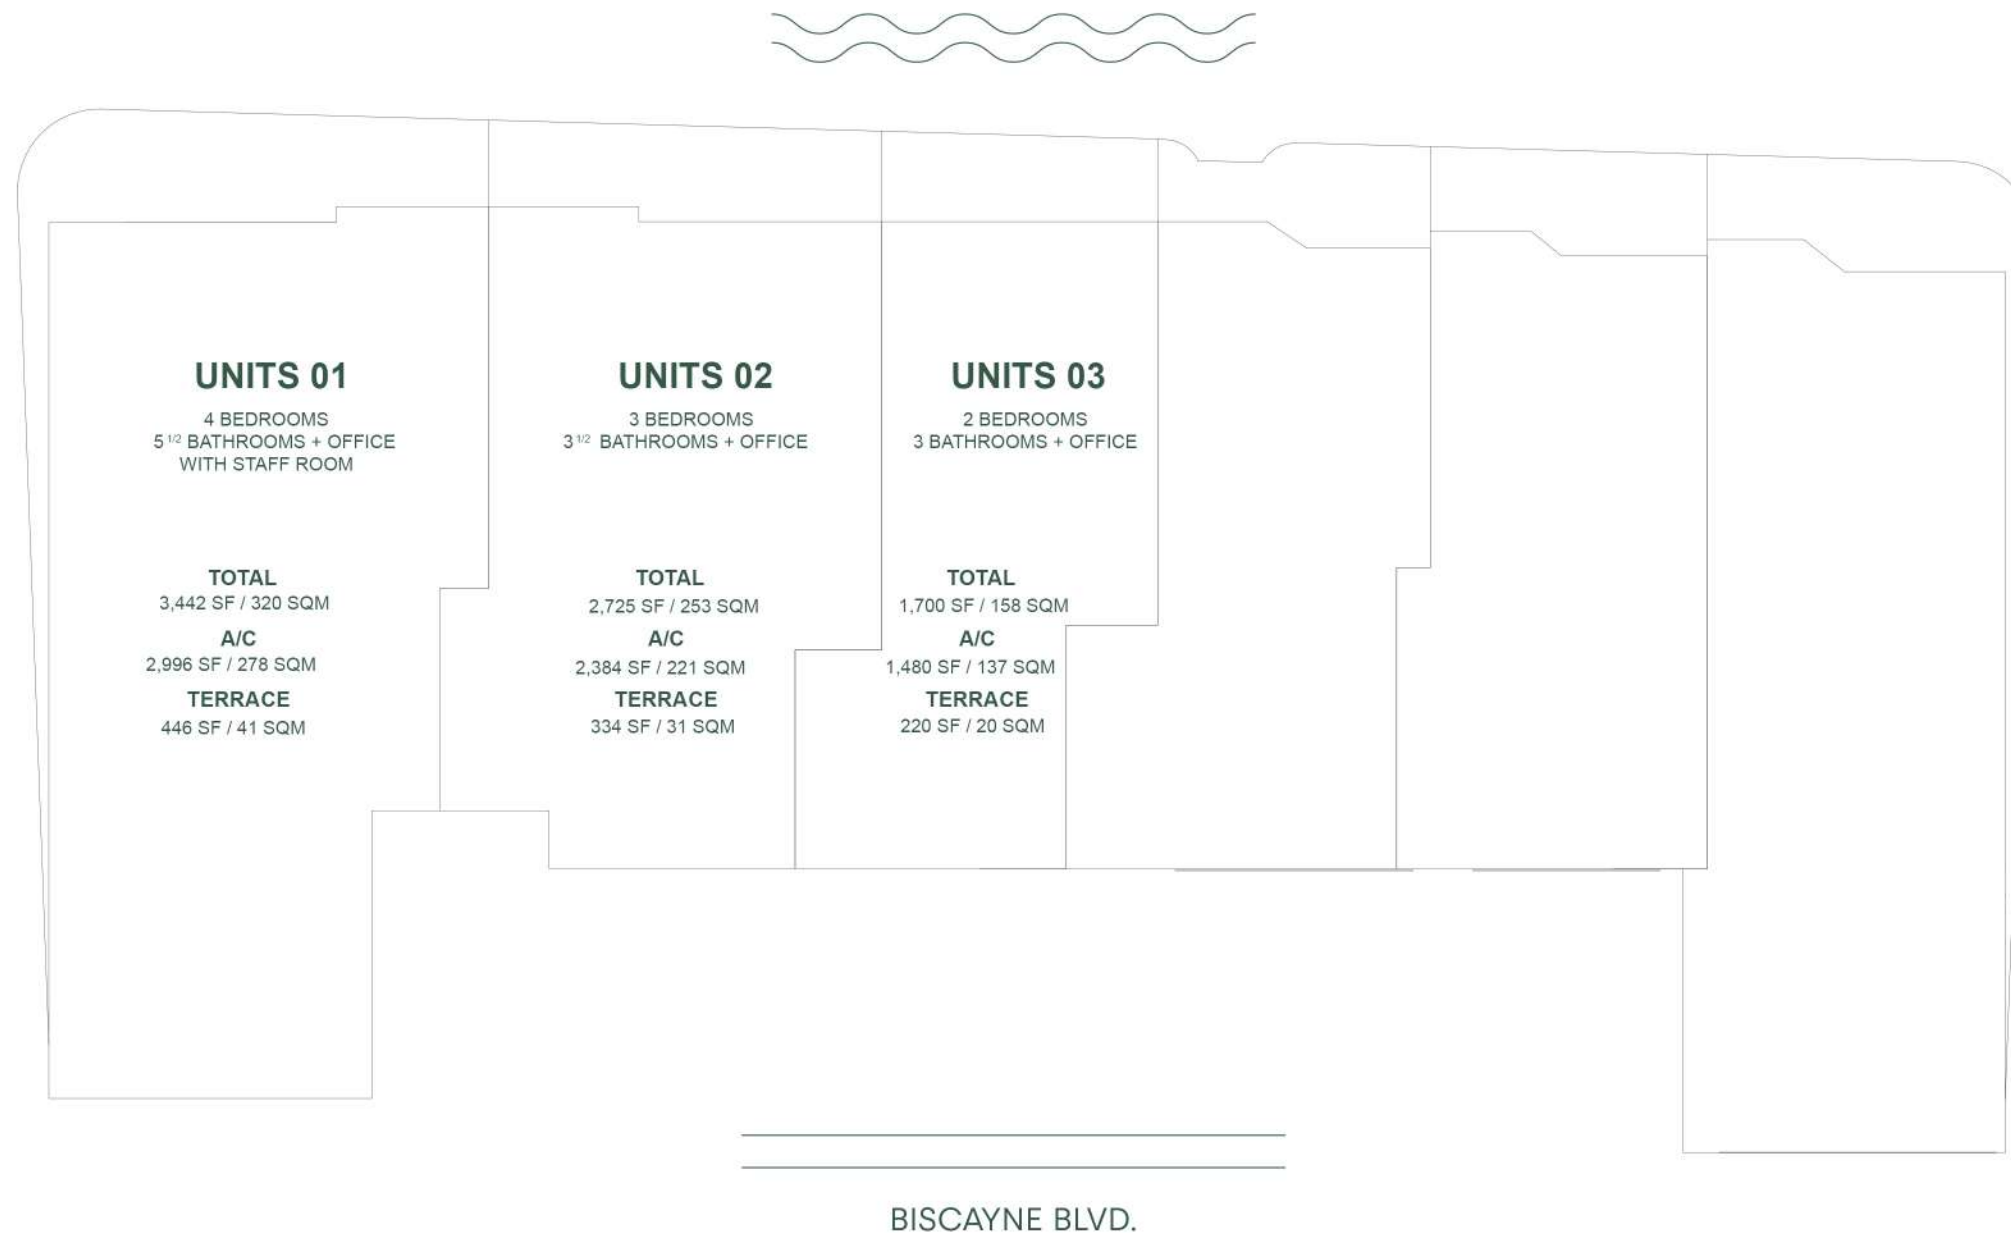 UNITS 01
4 BEDROOMS
5 1/2 BATHROOMS + OFFICE
WITH STAFF ROOM
TOTAL
3,442 SF / 320 SQM
A/C
2,996 SF / 278 SQM
TERRACE
446 SF / 41 SQM
UNITS 02
3 BEDROOMS
3 1/2 BATHROOMS + OFFICE
TOTAL
2,725 SF / 253 SQM
A/C
2,384 SF / 221 SQM
TERRACE
334 SF / 31 SQM
UNITS 03
2 BEDROOMS
3 BATHROOMS + OFFICE
TOTAL
1,700 SF / 158 SQM
A/C
1,480 SF / 137 SQM
TERRACE
220 SF / 20 SQM
BISCAYNE BLVD.